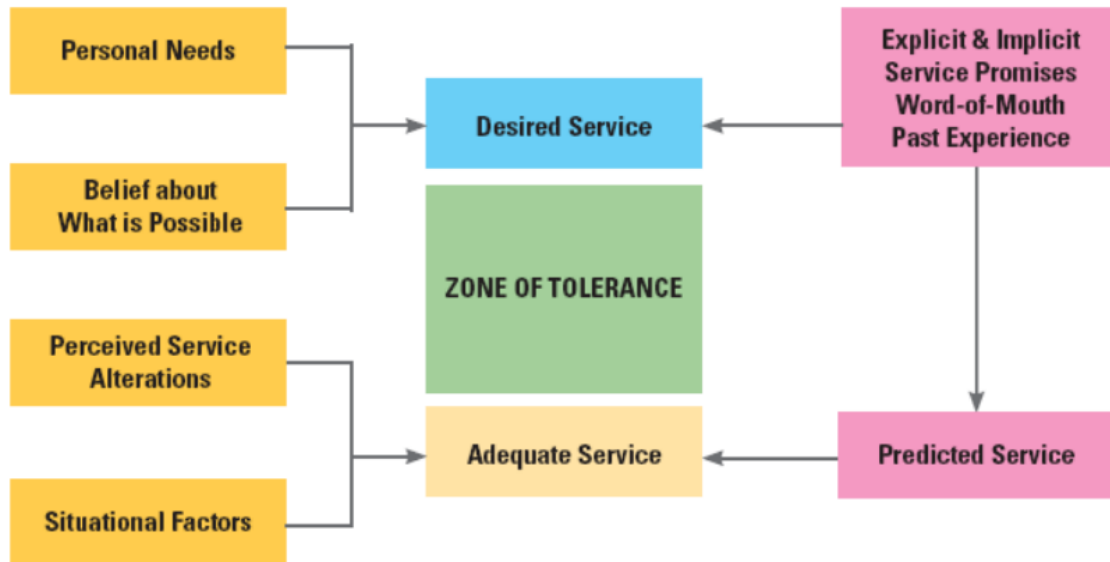 Personal Needs
Belief about
What is Possible
Perceived Service
Alterations
Situational Factors
Desired Service
ZONE OF TOLERANCE
Adequate Service
Explicit & Implicit
Service Promises
Word-of-Mouth
Past Experience
Predicted Service